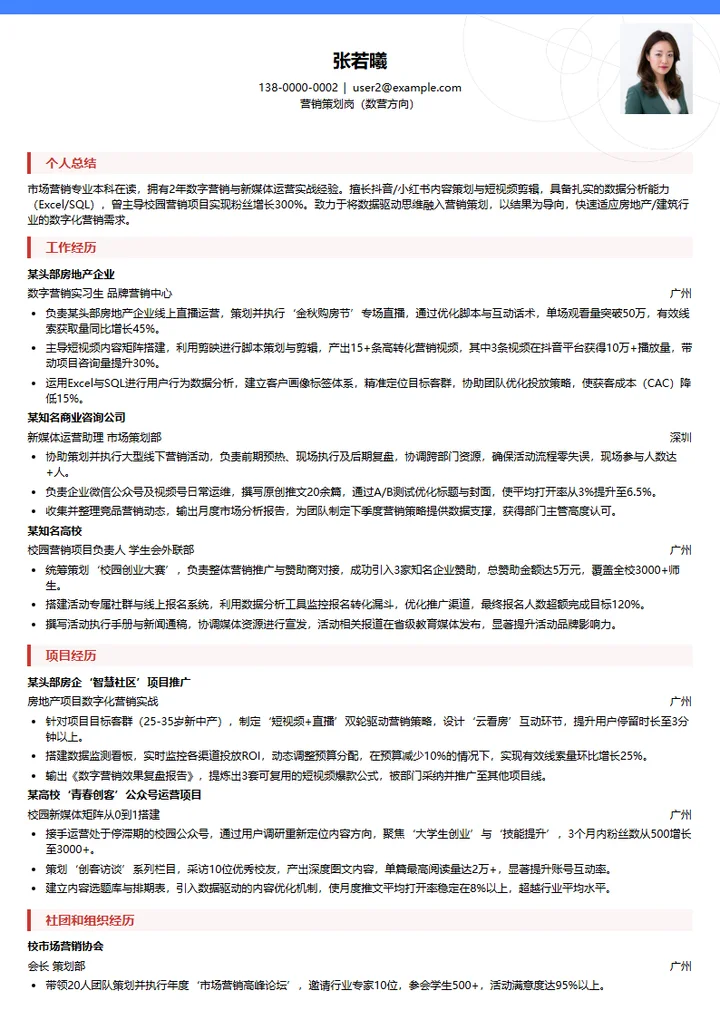 张若曦
138-0000-0002 | user2@example.com
营销策划岗（数营方向）
个人总结
市场营销专业本科在读，拥有2年数字营销与新媒体运营实战经验。擅长抖音/小红书内容策划与短视频剪辑，具备扎实的数据分析能力
（Excel/SQL），曾主导校园营销项目实现粉丝增长300%。致力于将数据驱动思维融入营销策划，以结果为导向，快速适应房地产/建筑行
业的数字化营销需求。
工作经历
某头部房地产企业
数字营销实习生 品牌营销中心 广州
• 负责某头部房地产企业线上直播运营，策划并执行‘金秋购房节’专场直播，通过优化脚本与互动话术，单场观看量突破50万，有效线
索获取量同比增长45%。
• 主导短视频内容矩阵搭建，利用剪映进行脚本策划与剪辑，产出15+条高转化营销视频，其中3条视频在抖音平台获得10万+播放量，带
动项目咨询量提升30%。
• 运用Excel与SQL进行用户行为数据分析，建立客户画像标签体系，精准定位目标客群，协助团队优化投放策略，使获客成本（CAC）降
低15%。
某知名商业咨询公司
新媒体运营助理 市场策划部 深圳
• 协助策划并执行大型线下营销活动，负责前期预热、现场执行及后期复盘，协调跨部门资源，确保活动流程零失误，现场参与人数达
+人。
• 负责企业微信公众号及视频号日常运维，撰写原创推文20余篇，通过A/B测试优化标题与封面，使平均打开率从3%提升至6.5%。
• 收集并整理竞品营销动态，输出月度市场分析报告，为团队制定下季度营销策略提供数据支撑，获得部门主管高度认可。
某知名高校
校园营销项目负责人 学生会外联部 广州
• 统筹策划‘校园创业大赛’，负责整体营销推广与赞助商对接，成功引入3家知名企业赞助，总赞助金额达5万元，覆盖全校3000+师
生。
• 搭建活动专属社群与线上报名系统，利用数据分析工具监控报名转化漏斗，优化推广渠道，最终报名人数超额完成目标120%。
• 撰写活动执行手册与新闻通稿，协调媒体资源进行宣发，活动相关报道在省级教育媒体发布，显著提升活动品牌影响力。
项目经历
某头部房企‘智慧社区’项目推广
房地产项目数字化营销实战 广州
• 针对项目目标客群（25-35岁新中产），制定‘短视频+直播’双轮驱动营销策略，设计‘云看房’互动环节，提升用户停留时长至3分
钟以上。
• 搭建数据监测看板，实时监控各渠道投放ROI，动态调整预算分配，在预算减少10%的情况下，实现有效线索量环比增长25%。
• 输出《数字营销效果复盘报告》，提炼出3套可复用的短视频爆款公式，被部门采纳并推广至其他项目线。
某高校‘青春创客’公众号运营项目
校园新媒体矩阵从0到1搭建 广州
• 接手运营处于停滞期的校园公众号，通过用户调研重新定位内容方向，聚焦‘大学生创业’与‘技能提升’，3个月内粉丝数从500增长
至3000+。
• 策划‘创客访谈’系列栏目，采访10位优秀校友，产出深度图文内容，单篇最高阅读量达2万+，显著提升账号互动率。
• 建立内容选题库与排期表，引入数据驱动的内容优化机制，使月度推文平均打开率稳定在8%以上，超越行业平均水平。
社团和组织经历
校市场营销协会
会长 策划部 广州
• 带领20人团队策划并执行年度‘市场营销高峰论坛’，邀请行业专家10位，参会学生500+，活动满意度达95%以上。